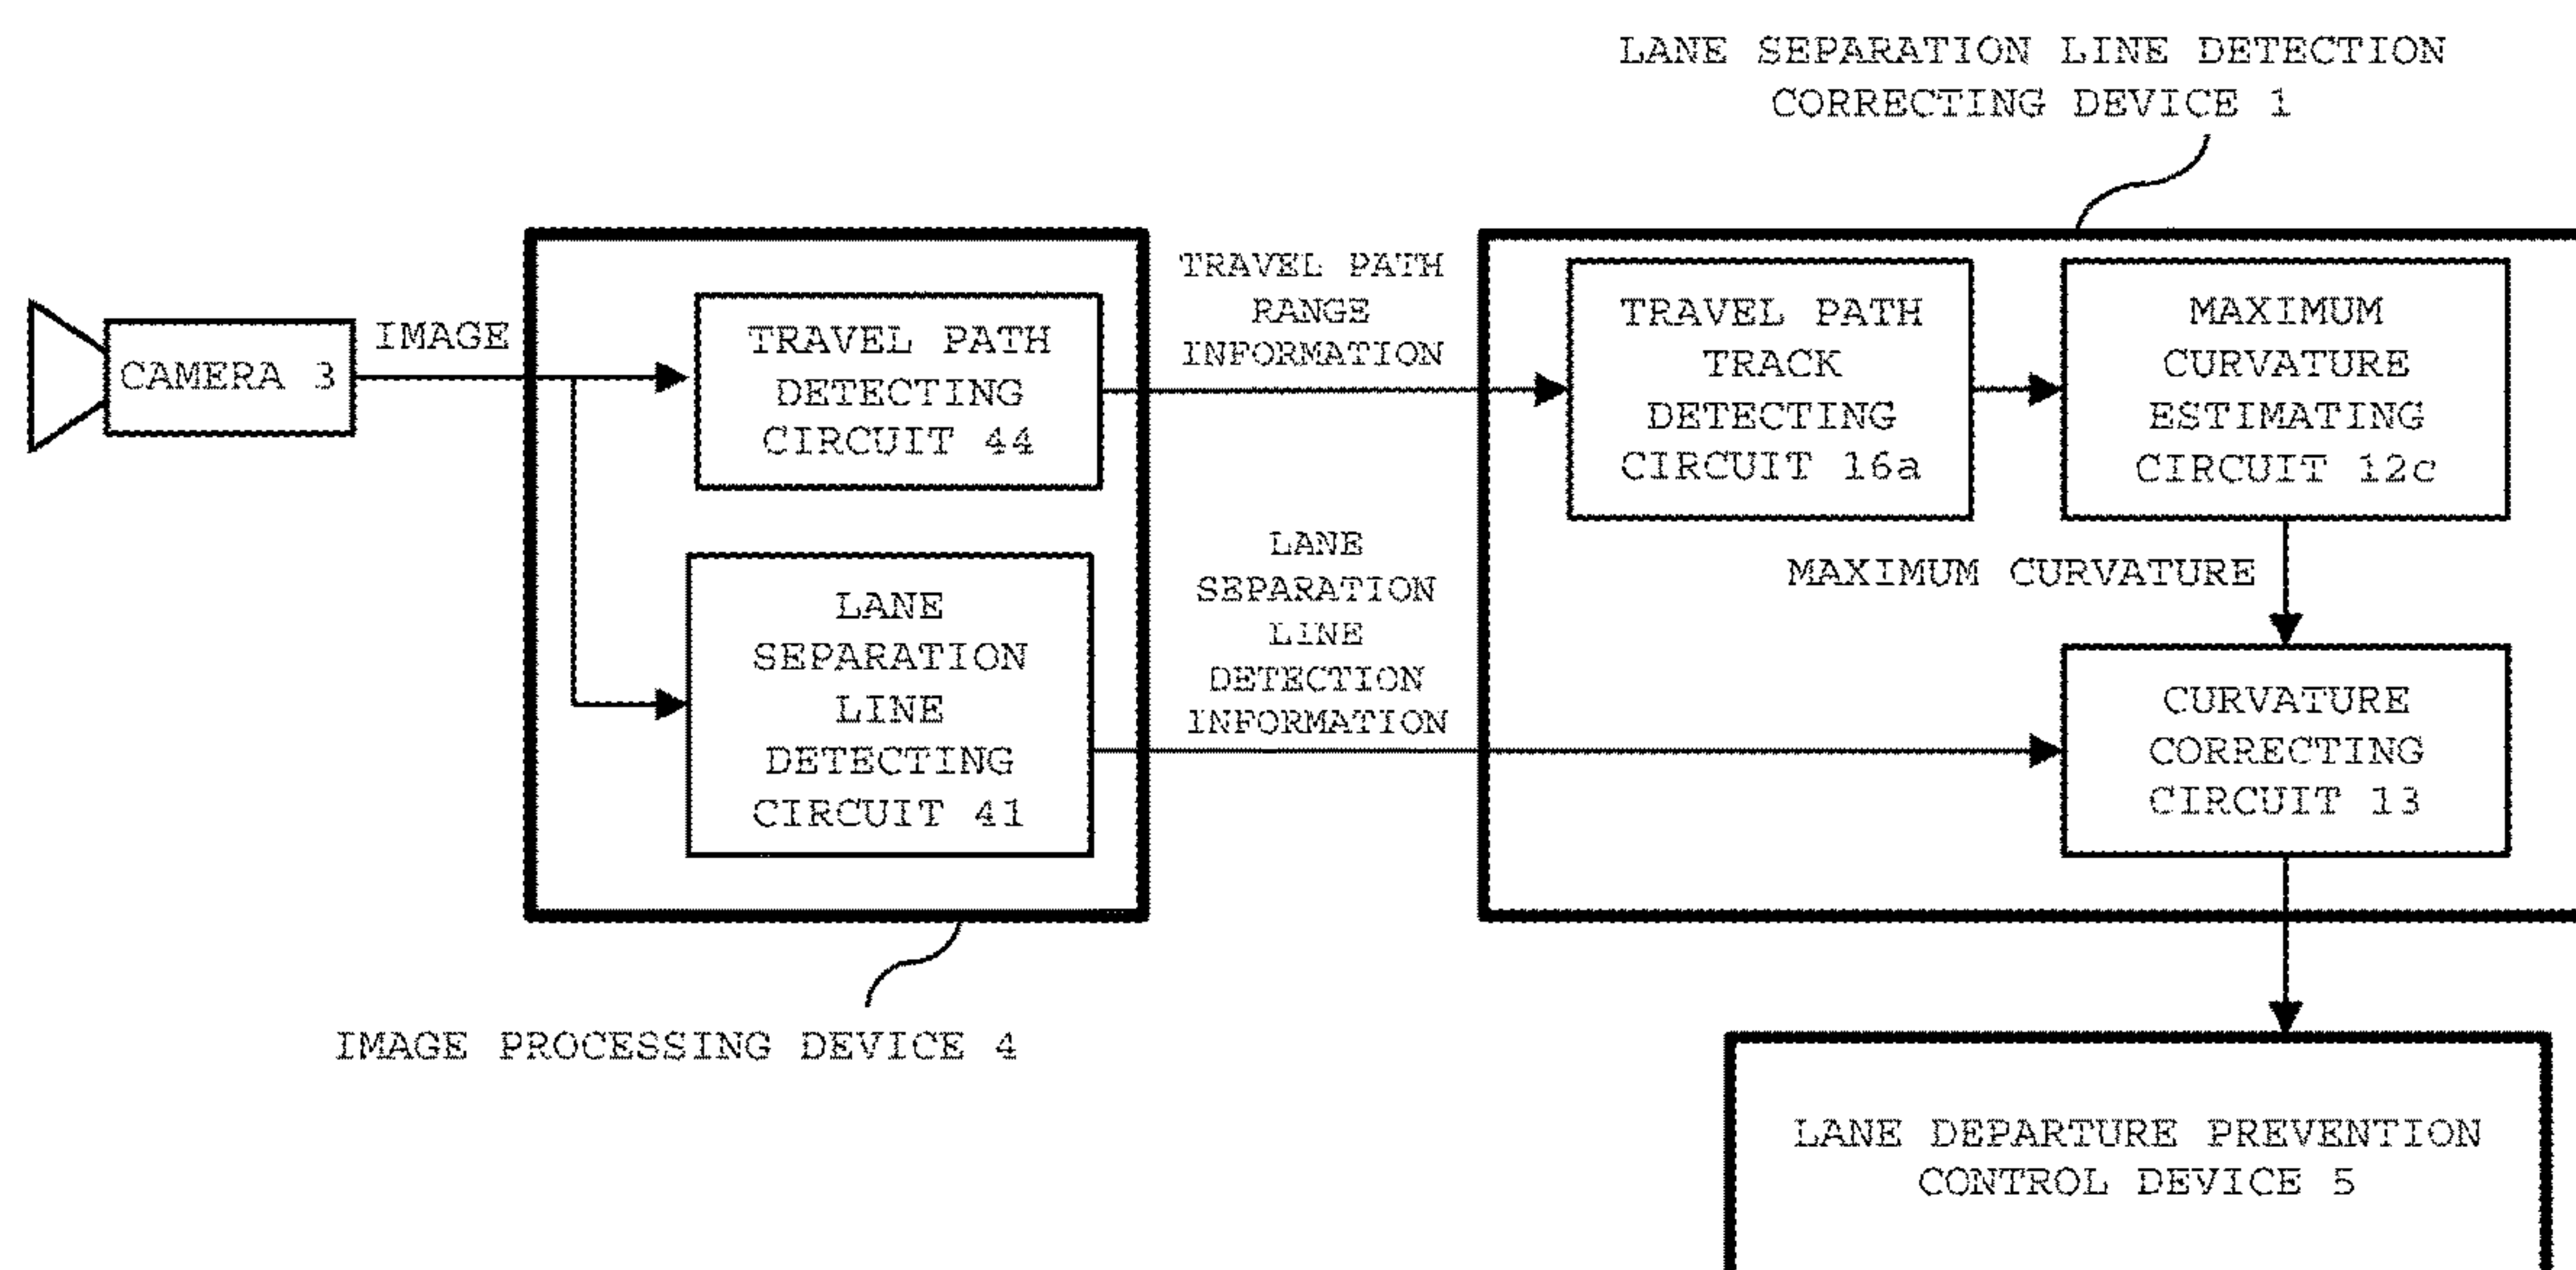 LANE SEPARATION LINE DETECTION
CORRECTING DEVICE 1
CAMERA 3
IMAGE
TRAVEL PATH
DETECTING
CIRCUIT 44
TRAVEL PATH
RANGE
INFORMATION
TRAVEL PATH
TRACK
DETECTING
CIRCUIT 16a
MAXIMUM
CURVATURE
ESTIMATING
CIRCUIT 12c
LANE
SEPARATION
LINE
DETECTING
CIRCUIT 41
LANE
SEPARATION
LINE
DETECTION
INFORMATION
MAXIMUM CURVATURE
CURVATURE
CORRECTING
CIRCUIT 13
IMAGE PROCESSING DEVICE 4
LANE DEPARTURE PREVENTION
CONTROL DEVICE 5